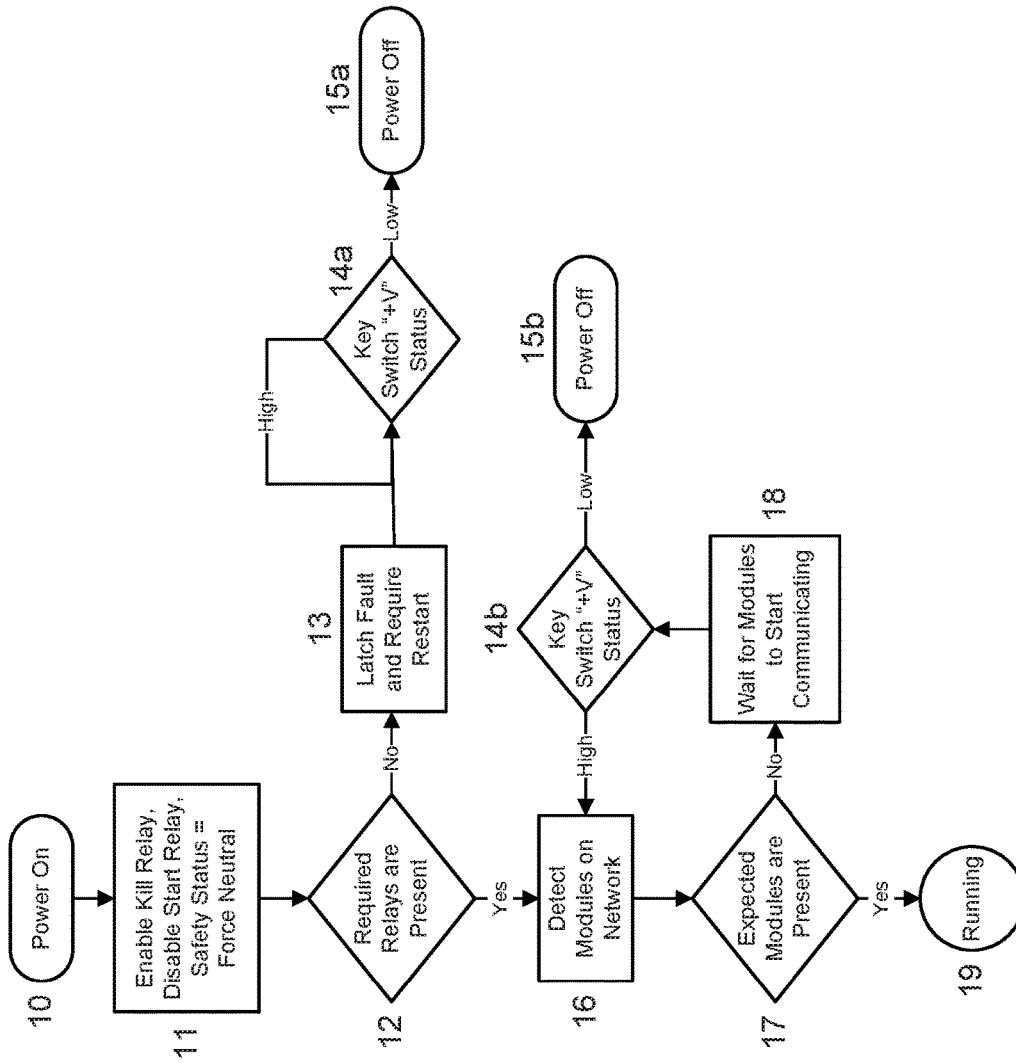 10
Power On
11
Enable Kill Relay,
Disable Start Relay,
Safety Status =
Force Neutral
12
Required
Relays are
Present
No
13
Latch Fault
and Require
Restart
High
14a
Key
Switch "+V"
Status
Low
15a
Power Off
Yes
16
Detect
Modules on
Network
High
14b
Key
Switch "+V"
Status
Low
15b
Power Off
17
Expected
Modules are
Present
No
18
Wait for Modules
to Start
Communicating
Yes
19
Running